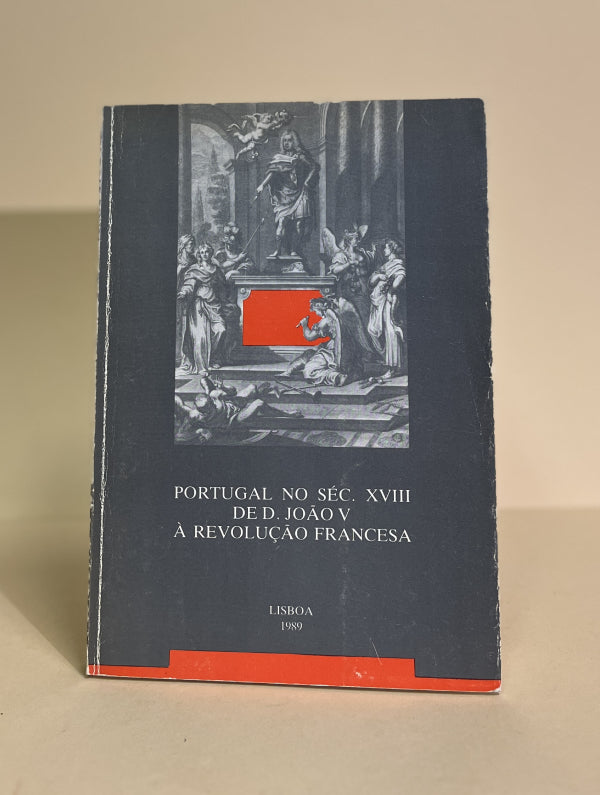 PORTUGAL NO SÉC. XVIII
DE D. JOÃO V
À REVOLUÇÃO FRANCESA
LISBOA
1989